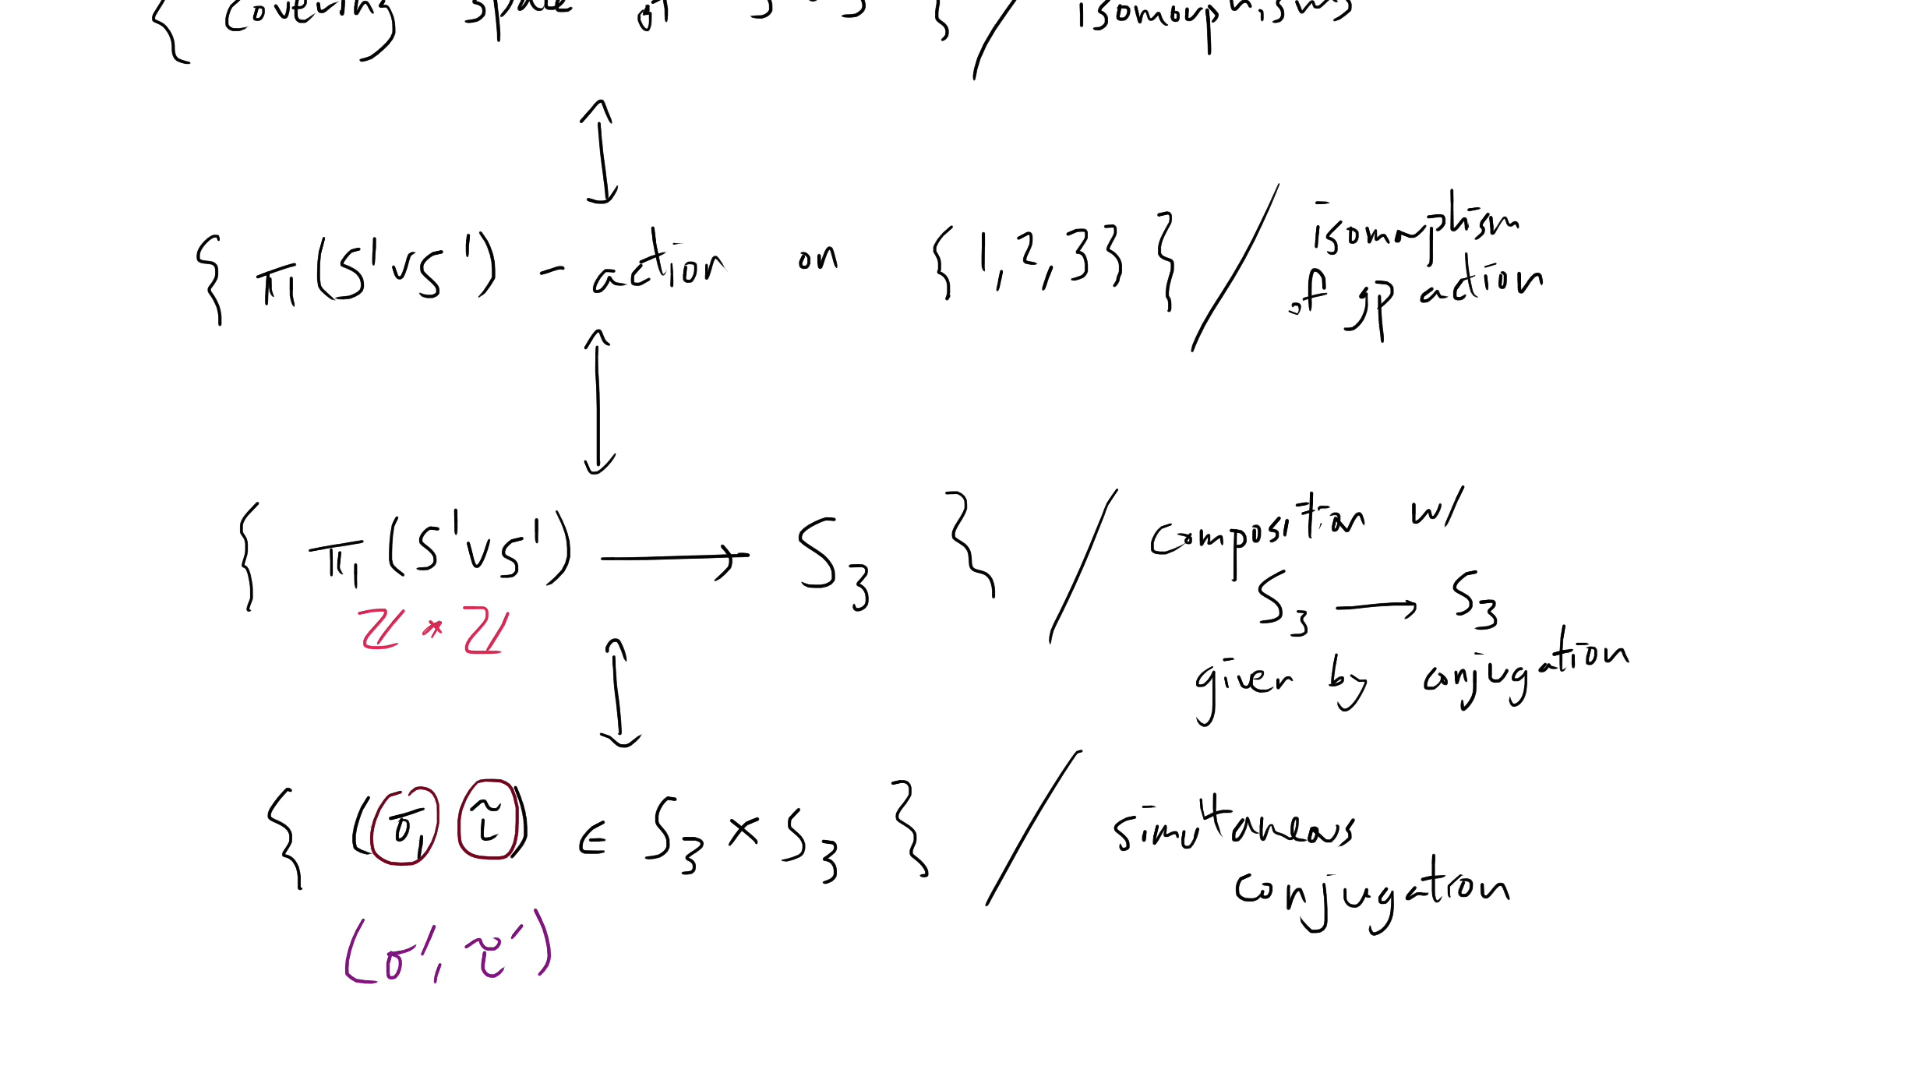 { covering space of S¹ ∨ S¹ } / isomorphisms
↕
{ π₁(S¹∨S¹) - action on {1,2,3} } / isomorphism
of gp action
↕
{ π₁(S¹∨S¹) ⟶ S₃ } / composition w/
S₃ ⟶ S₃
given by conjugation
ℤ * ℤ
↕
{ (σ, τ) ∈ S₃ × S₃ } / simultaneous
conjugation
(σ', τ')